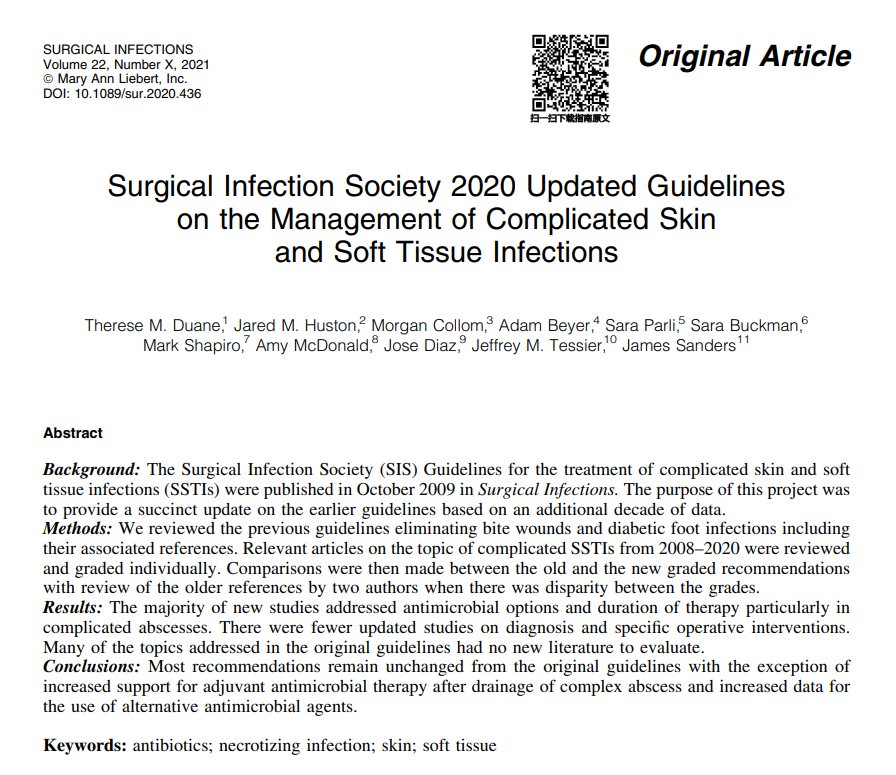 SURGICAL INFECTIONS
Volume 22, Number X, 2021
© Mary Ann Liebert, Inc.
DOI: 10.1089/sur.2020.436
扫一扫下载指南原文
Original Article
Surgical Infection Society 2020 Updated Guidelines
on the Management of Complicated Skin
and Soft Tissue Infections
Therese M. Duane,1 Jared M. Huston,2 Morgan Collom,3 Adam Beyer,4 Sara Parli,5 Sara Buckman,6
Mark Shapiro,7 Amy McDonald,8 Jose Diaz,9 Jeffrey M. Tessier,10 James Sanders11
Abstract
Background: The Surgical Infection Society (SIS) Guidelines for the treatment of complicated skin and soft
tissue infections (SSTIs) were published in October 2009 in Surgical Infections. The purpose of this project was
to provide a succinct update on the earlier guidelines based on an additional decade of data.
Methods: We reviewed the previous guidelines eliminating bite wounds and diabetic foot infections including
their associated references. Relevant articles on the topic of complicated SSTIs from 2008–2020 were reviewed
and graded individually. Comparisons were then made between the old and the new graded recommendations
with review of the older references by two authors when there was disparity between the grades.
Results: The majority of new studies addressed antimicrobial options and duration of therapy particularly in
complicated abscesses. There were fewer updated studies on diagnosis and specific operative interventions.
Many of the topics addressed in the original guidelines had no new literature to evaluate.
Conclusions: Most recommendations remain unchanged from the original guidelines with the exception of
increased support for adjuvant antimicrobial therapy after drainage of complex abscess and increased data for
the use of alternative antimicrobial agents.
Keywords: antibiotics; necrotizing infection; skin; soft tissue